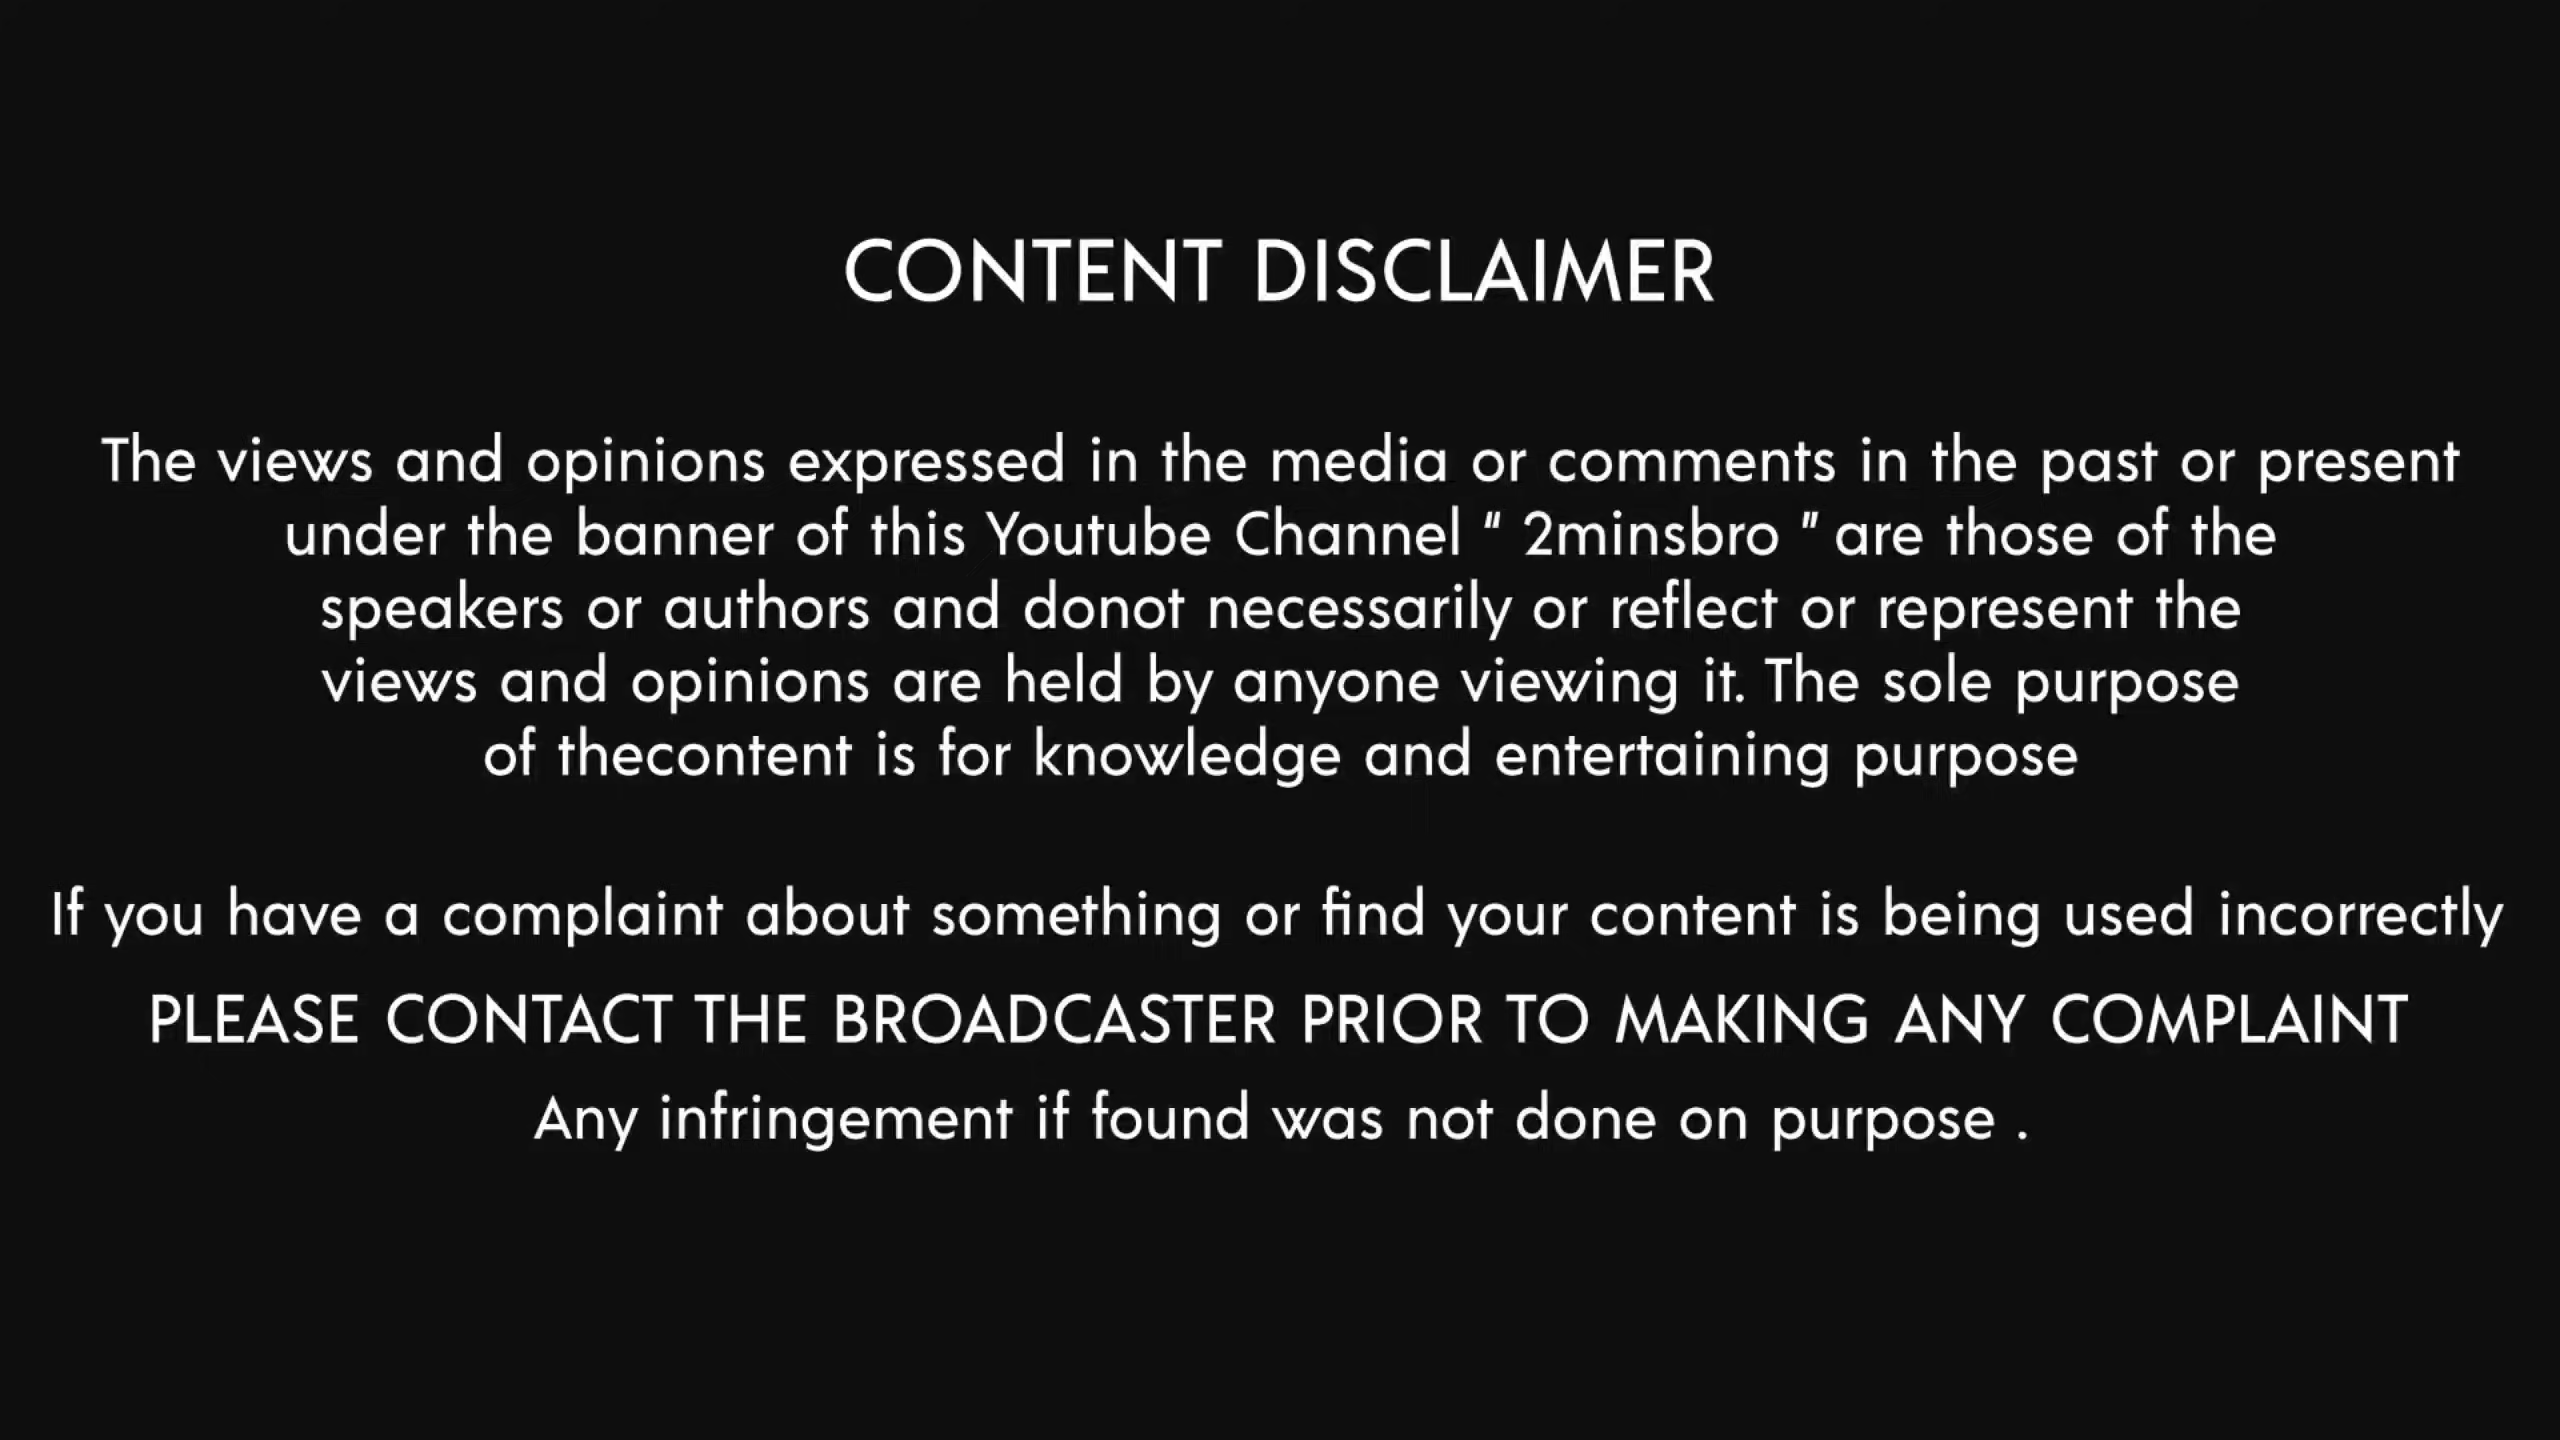 CONTENT DISCLAIMER
The views and opinions expressed in the media or comments in the past or present
under the banner of this Youtube Channel “ 2minsbro ” are those of the
speakers or authors and donot necessarily or reflect or represent the
views and opinions are held by anyone viewing it. The sole purpose
of thecontent is for knowledge and entertaining purpose
If you have a complaint about something or find your content is being used incorrectly
PLEASE CONTACT THE BROADCASTER PRIOR TO MAKING ANY COMPLAINT
Any infringement if found was not done on purpose .